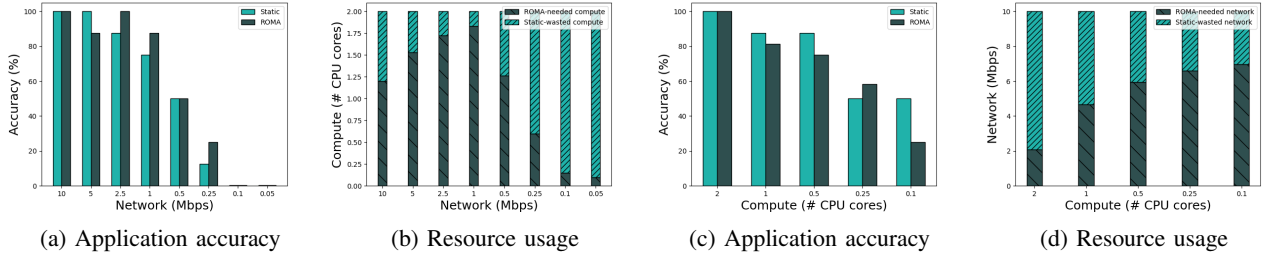 Static
ROMA
100
80
60
40
20
0
Accuracy (%)
10 5 2.5 1 0.5 0.25 0.1 0.05
Network (Mbps)
(a) Application accuracy
ROMA-needed compute
Static-wasted compute
2.00
1.75
1.50
1.25
1.00
0.75
0.50
0.25
0.00
Compute (# CPU cores)
10 5 2.5 1 0.5 0.25 0.1 0.05
Network (Mbps)
(b) Resource usage
Static
ROMA
100
80
60
40
20
0
Accuracy (%)
2 1 0.5 0.25 0.1
Compute (# CPU cores)
(c) Application accuracy
ROMA-needed network
Static-wasted network
10
8
6
4
2
0
Network (Mbps)
2 1 0.5 0.25 0.1
Compute (# CPU cores)
(d) Resource usage